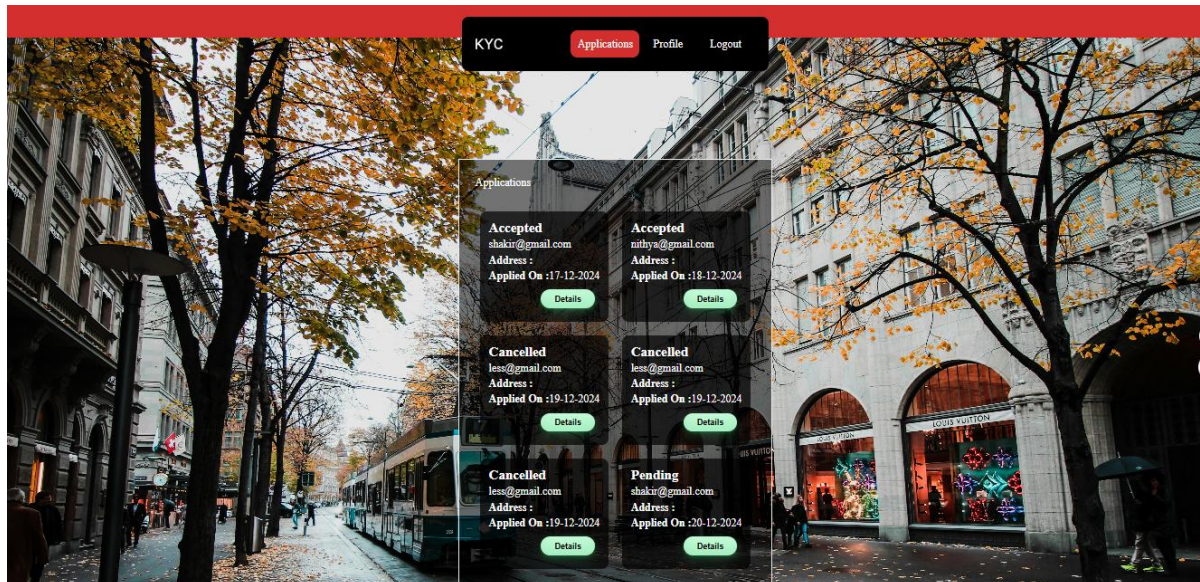 KYC Applications Profile Logout
Applications
Accepted
shakir@gmail.com
Address :
Applied On :17-12-2024
Details
Accepted
nithya@gmail.com
Address :
Applied On :18-12-2024
Details
Cancelled
less@gmail.com
Address :
Applied On :19-12-2024
Details
Cancelled
less@gmail.com
Address :
Applied On :19-12-2024
Details
Cancelled
less@gmail.com
Address :
Applied On :19-12-2024
Details
Pending
shakir@gmail.com
Address :
Applied On :20-12-2024
Details
LOUIS VUITTON
LOUIS VUITTON
UIS VUITTON